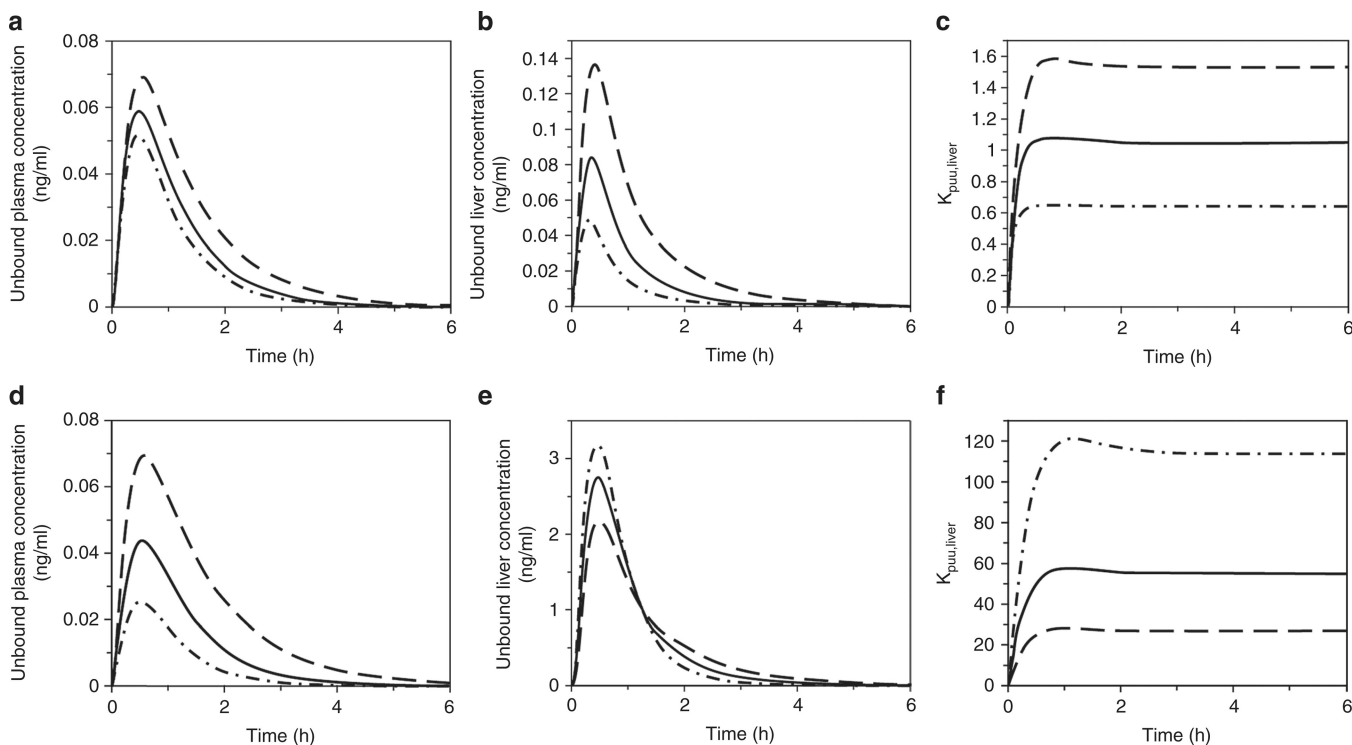 a
Unbound plasma concentration
(ng/ml)
0.08
0.06
0.04
0.02
0
0
2
4
6
Time (h)
b
Unbound liver concentration
(ng/ml)
0.14
0.12
0.1
0.08
0.06
0.04
0.02
0
0
2
4
6
Time (h)
c
Kpuu,liver
1.6
1.4
1.2
1
0.8
0.6
0.4
0.2
0
0
2
4
6
Time (h)
d
Unbound plasma concentration
(ng/ml)
0.08
0.06
0.04
0.02
0
0
2
4
6
Time (h)
e
Unbound liver concentration
(ng/ml)
3
2
1
0
0
2
4
6
Time (h)
f
Kpuu,liver
120
100
80
60
40
20
0
0
2
4
6
Time (h)